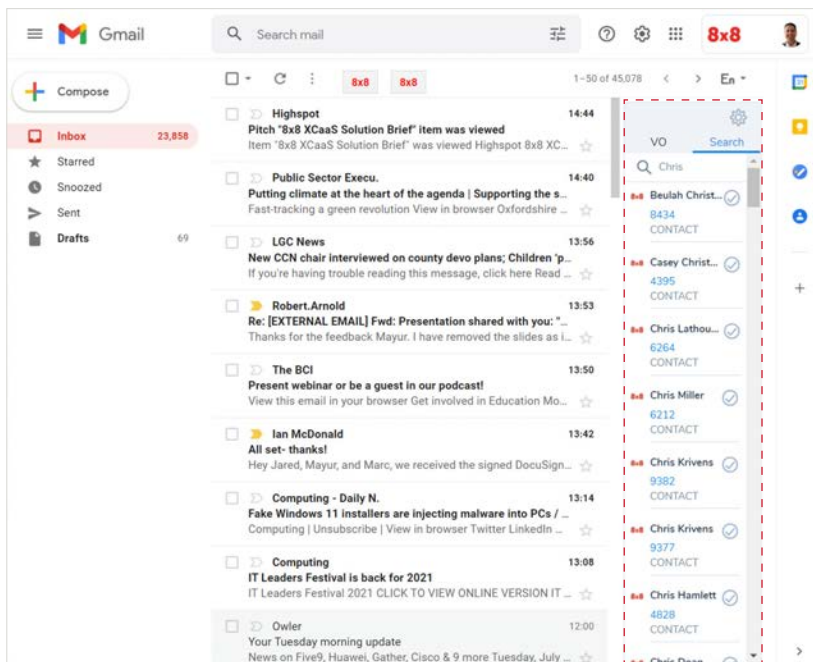 Gmail
Search mail
8x8
Compose
8x8 8x8
1-50 of 45,078
En
Inbox 23,858
Starred
Snoozed
Sent
Drafts 69
Highspot 14:44
Pitch "8x8 XCaaS Solution Brief" item was viewed
Item "8x8 XCaaS Solution Brief" was viewed Highspot 8x8 XC...
Public Sector Execu. 14:40
Putting climate at the heart of the agenda | Supporting the s...
Fast-tracking a green revolution View in browser Oxfordshire ...
LGC News 13:56
New CCN chair interviewed on county devo plans; Children 'p...
If you're having trouble reading this message, click here Read ...
Robert.Arnold 13:53
Re: [EXTERNAL EMAIL] Fwd: Presentation shared with you: "...
Thanks for the feedback Mayur. I have removed the slides as i...
The BCI 13:50
Present webinar or be a guest in our podcast!
View this email in your browser Get involved in Education Mo...
Ian McDonald 13:42
All set- thanks!
Hey Jared, Mayur, and Marc, we received the signed DocuSign...
Computing - Daily N. 13:14
Fake Windows 11 installers are injecting malware into PCs / ...
Computing | Unsubscribe | View in browser Twitter LinkedIn ...
Computing 13:08
IT Leaders Festival is back for 2021
IT Leaders Festival 2021 CLICK TO VIEW ONLINE VERSION IT ...
Owler 12:00
Your Tuesday morning update
News on Five9, Huawei, Gather, Cisco & 9 more Tuesday, July ...
VO Search
Chris
8x8 Beulah Christ...
8434
CONTACT
8x8 Casey Christ...
4395
CONTACT
8x8 Chris Lathou...
6264
CONTACT
8x8 Chris Miller
6212
CONTACT
8x8 Chris Krivens
9382
CONTACT
8x8 Chris Krivens
9377
CONTACT
8x8 Chris Hamlett
4828
CONTACT
8x8 Chris Dean